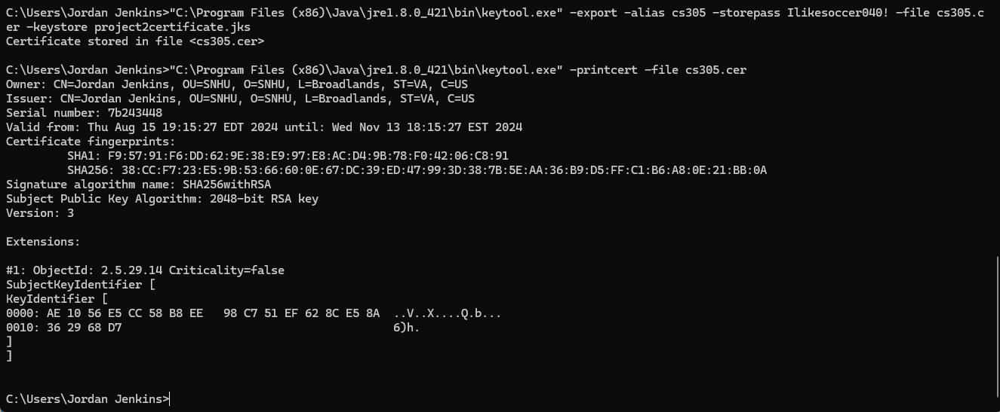 C:\Users\Jordan Jenkins>"C:\Program Files (x86)\Java\jre1.8.0_421\bin\keytool.exe" -export -alias cs305 -storepass Ilikesoccer040! -file cs305.c
er -keystore project2certificate.jks
Certificate stored in file <cs305.cer>
C:\Users\Jordan Jenkins>"C:\Program Files (x86)\Java\jre1.8.0_421\bin\keytool.exe" -printcert -file cs305.cer
Owner: CN=Jordan Jenkins, OU=SNHU, O=SNHU, L=Broadlands, ST=VA, C=US
Issuer: CN=Jordan Jenkins, OU=SNHU, O=SNHU, L=Broadlands, ST=VA, C=US
Serial number: 7b243448
Valid from: Thu Aug 15 19:15:27 EDT 2024 until: Wed Nov 13 18:15:27 EST 2024
Certificate fingerprints:
         SHA1: F9:57:91:F6:DD:62:9E:38:E9:97:E8:AC:D4:9B:78:F0:42:06:C8:91
         SHA256: 38:CC:F7:23:E5:9B:53:66:60:0E:67:DC:39:ED:47:99:3D:38:7B:5E:AA:36:B9:D5:FF:C1:B6:A8:0E:21:BB:0A
Signature algorithm name: SHA256withRSA
Subject Public Key Algorithm: 2048-bit RSA key
Version: 3
Extensions:
#1: ObjectId: 2.5.29.14 Criticality=false
SubjectKeyIdentifier [
KeyIdentifier [
0000: AE 10 56 E5 CC 58 B8 EE   98 C7 51 EF 62 8C E5 8A  ..V..X....Q.b...
0010: 36 29 68 D7                                        6)h.
]
]
C:\Users\Jordan Jenkins>